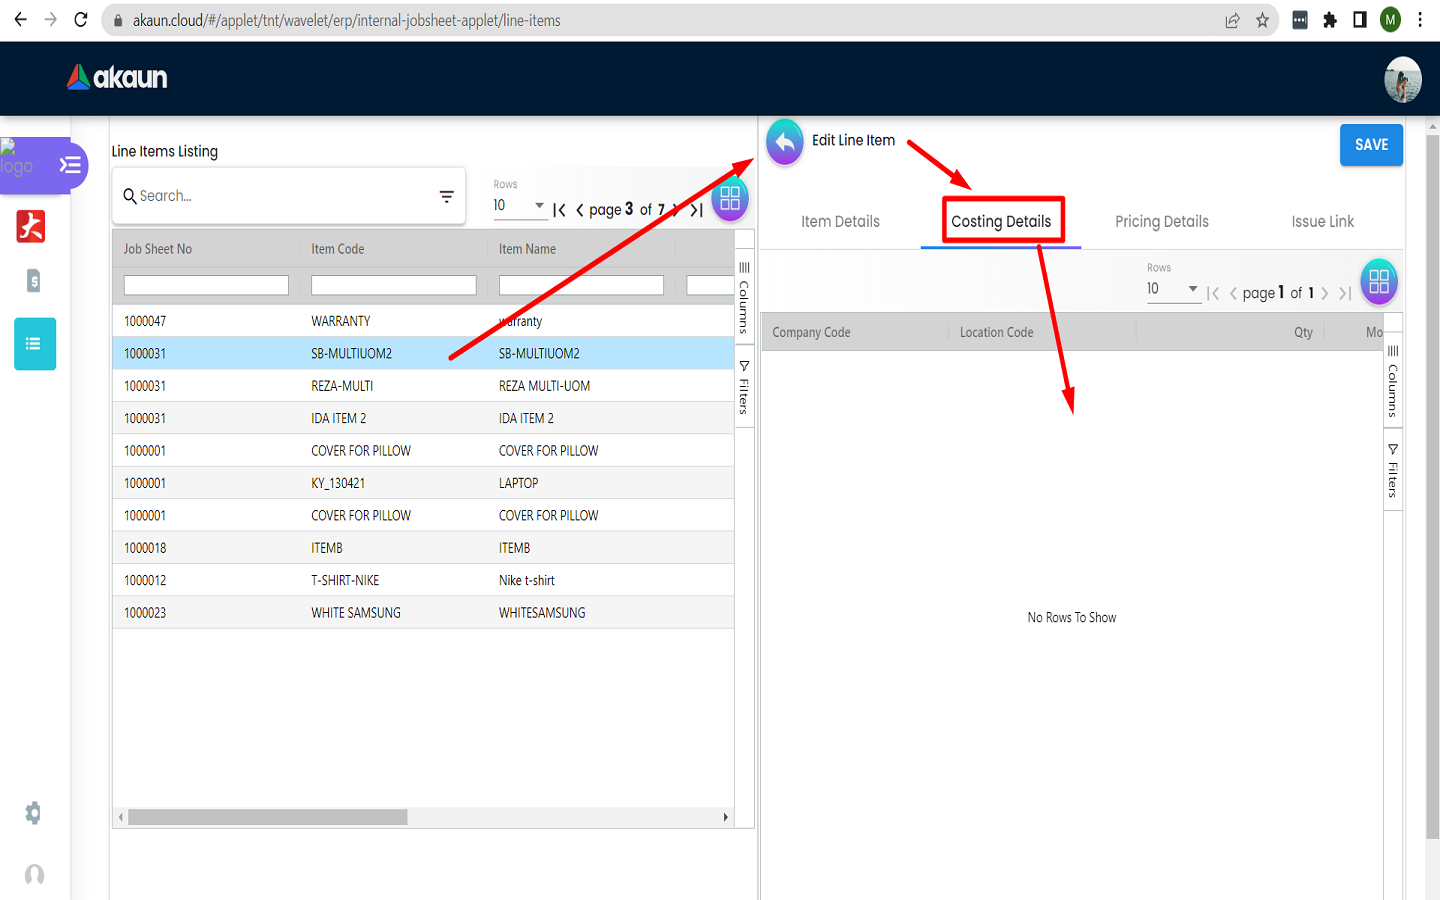 akaun.cloud/#/applet/tnt/wavelet/erp/internal-jobsheet-applet/line-items
M
akaun
logo
Line Items Listing
Search...
Rows
10
page 3 of 7
Job Sheet No Item Code Item Name
1000047 WARRANTY warranty
1000031 SB-MULTIUOM2 SB-MULTIUOM2
1000031 REZA-MULTI REZA MULTI-UOM
1000031 IDA ITEM 2 IDA ITEM 2
1000001 COVER FOR PILLOW COVER FOR PILLOW
1000001 KY_130421 LAPTOP
1000001 COVER FOR PILLOW COVER FOR PILLOW
1000018 ITEMB ITEMB
1000012 T-SHIRT-NIKE Nike t-shirt
1000023 WHITE SAMSUNG WHITESAMSUNG
Columns
Filters
Edit Line Item
SAVE
Item Details Costing Details Pricing Details Issue Link
Rows
10
page 1 of 1
Company Code Location Code Qty Mo
No Rows To Show
Columns
Filters